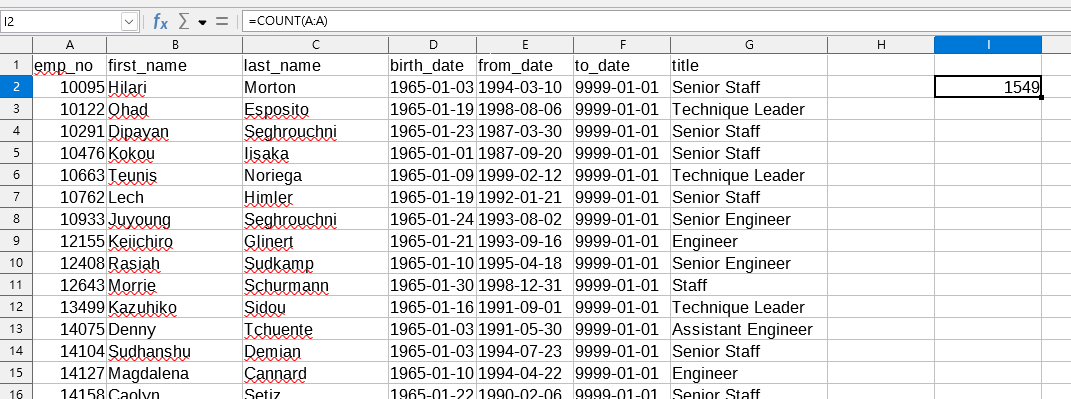 I2 fx Σ = =COUNT(A:A)
A B C D E F G H I
1 emp_no first_name last_name birth_date from_date to_date title
2 10095 Hilari Morton 1965-01-03 1994-03-10 9999-01-01 Senior Staff 1549
3 10122 Ohad Esposito 1965-01-19 1998-08-06 9999-01-01 Technique Leader
4 10291 Dipayan Seghrouchni 1965-01-23 1987-03-30 9999-01-01 Senior Staff
5 10476 Kokou Iisaka 1965-01-01 1987-09-20 9999-01-01 Senior Staff
6 10663 Teunis Noriega 1965-01-09 1999-02-12 9999-01-01 Technique Leader
7 10762 Lech Himler 1965-01-19 1992-01-21 9999-01-01 Senior Staff
8 10933 Juyoung Seghrouchni 1965-01-24 1993-08-02 9999-01-01 Senior Engineer
9 12155 Keiichiro Glinert 1965-01-21 1993-09-16 9999-01-01 Engineer
10 12408 Rasiah Sudkamp 1965-01-10 1995-04-18 9999-01-01 Senior Engineer
11 12643 Morrie Schurmann 1965-01-30 1998-12-31 9999-01-01 Staff
12 13499 Kazuhiko Sidou 1965-01-16 1991-09-01 9999-01-01 Technique Leader
13 14075 Denny Tchuente 1965-01-03 1991-05-30 9999-01-01 Assistant Engineer
14 14104 Sudhanshu Demian 1965-01-03 1994-07-23 9999-01-01 Senior Staff
15 14127 Magdalena Cannard 1965-01-10 1994-04-22 9999-01-01 Engineer
16 14158 Caolyn Setiz 1965-01-22 1990-02-06 9999-01-01 Senior Staff